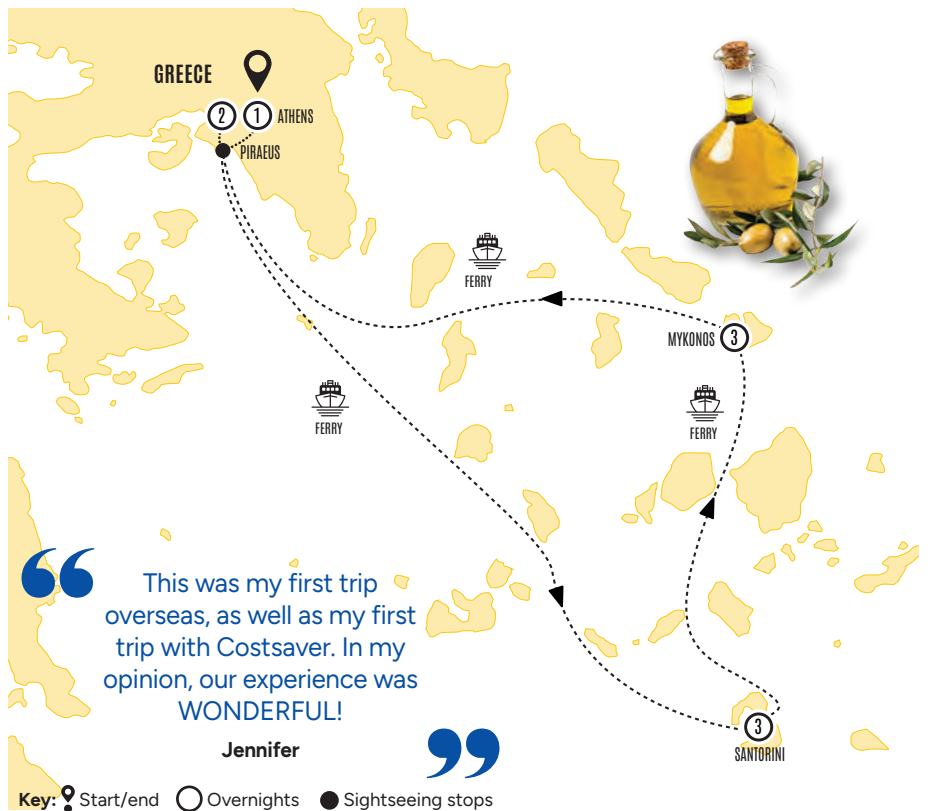 GREECE
2 1 ATHENS
PIRAEUS
FERRY
MYKONOS 3
FERRY
FERRY
“
This was my first trip
overseas, as well as my first
trip with Costsaver. In my
opinion, our experience was
WONDERFUL!
Jennifer
”
3
SANTORINI
Key: Start/end Overnights Sightseeing stops